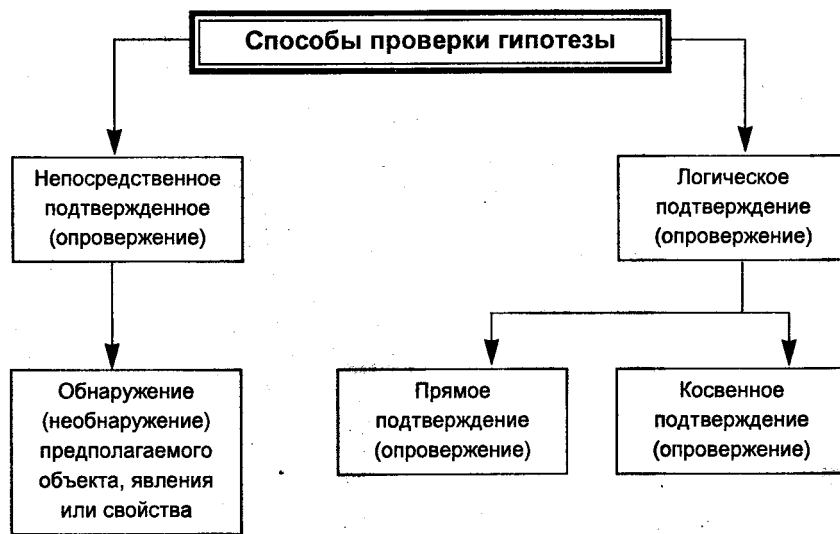 Способы проверки гипотезы
Непосредственное
подтвержденное
(опровержение)
Логическое
подтверждение
(опровержение)
Обнаружение
(необнаружение)
предполагаемого
объекта, явления
или свойства
Прямое
подтверждение
(опровержение)
Косвенное
подтверждение
(опровержение)